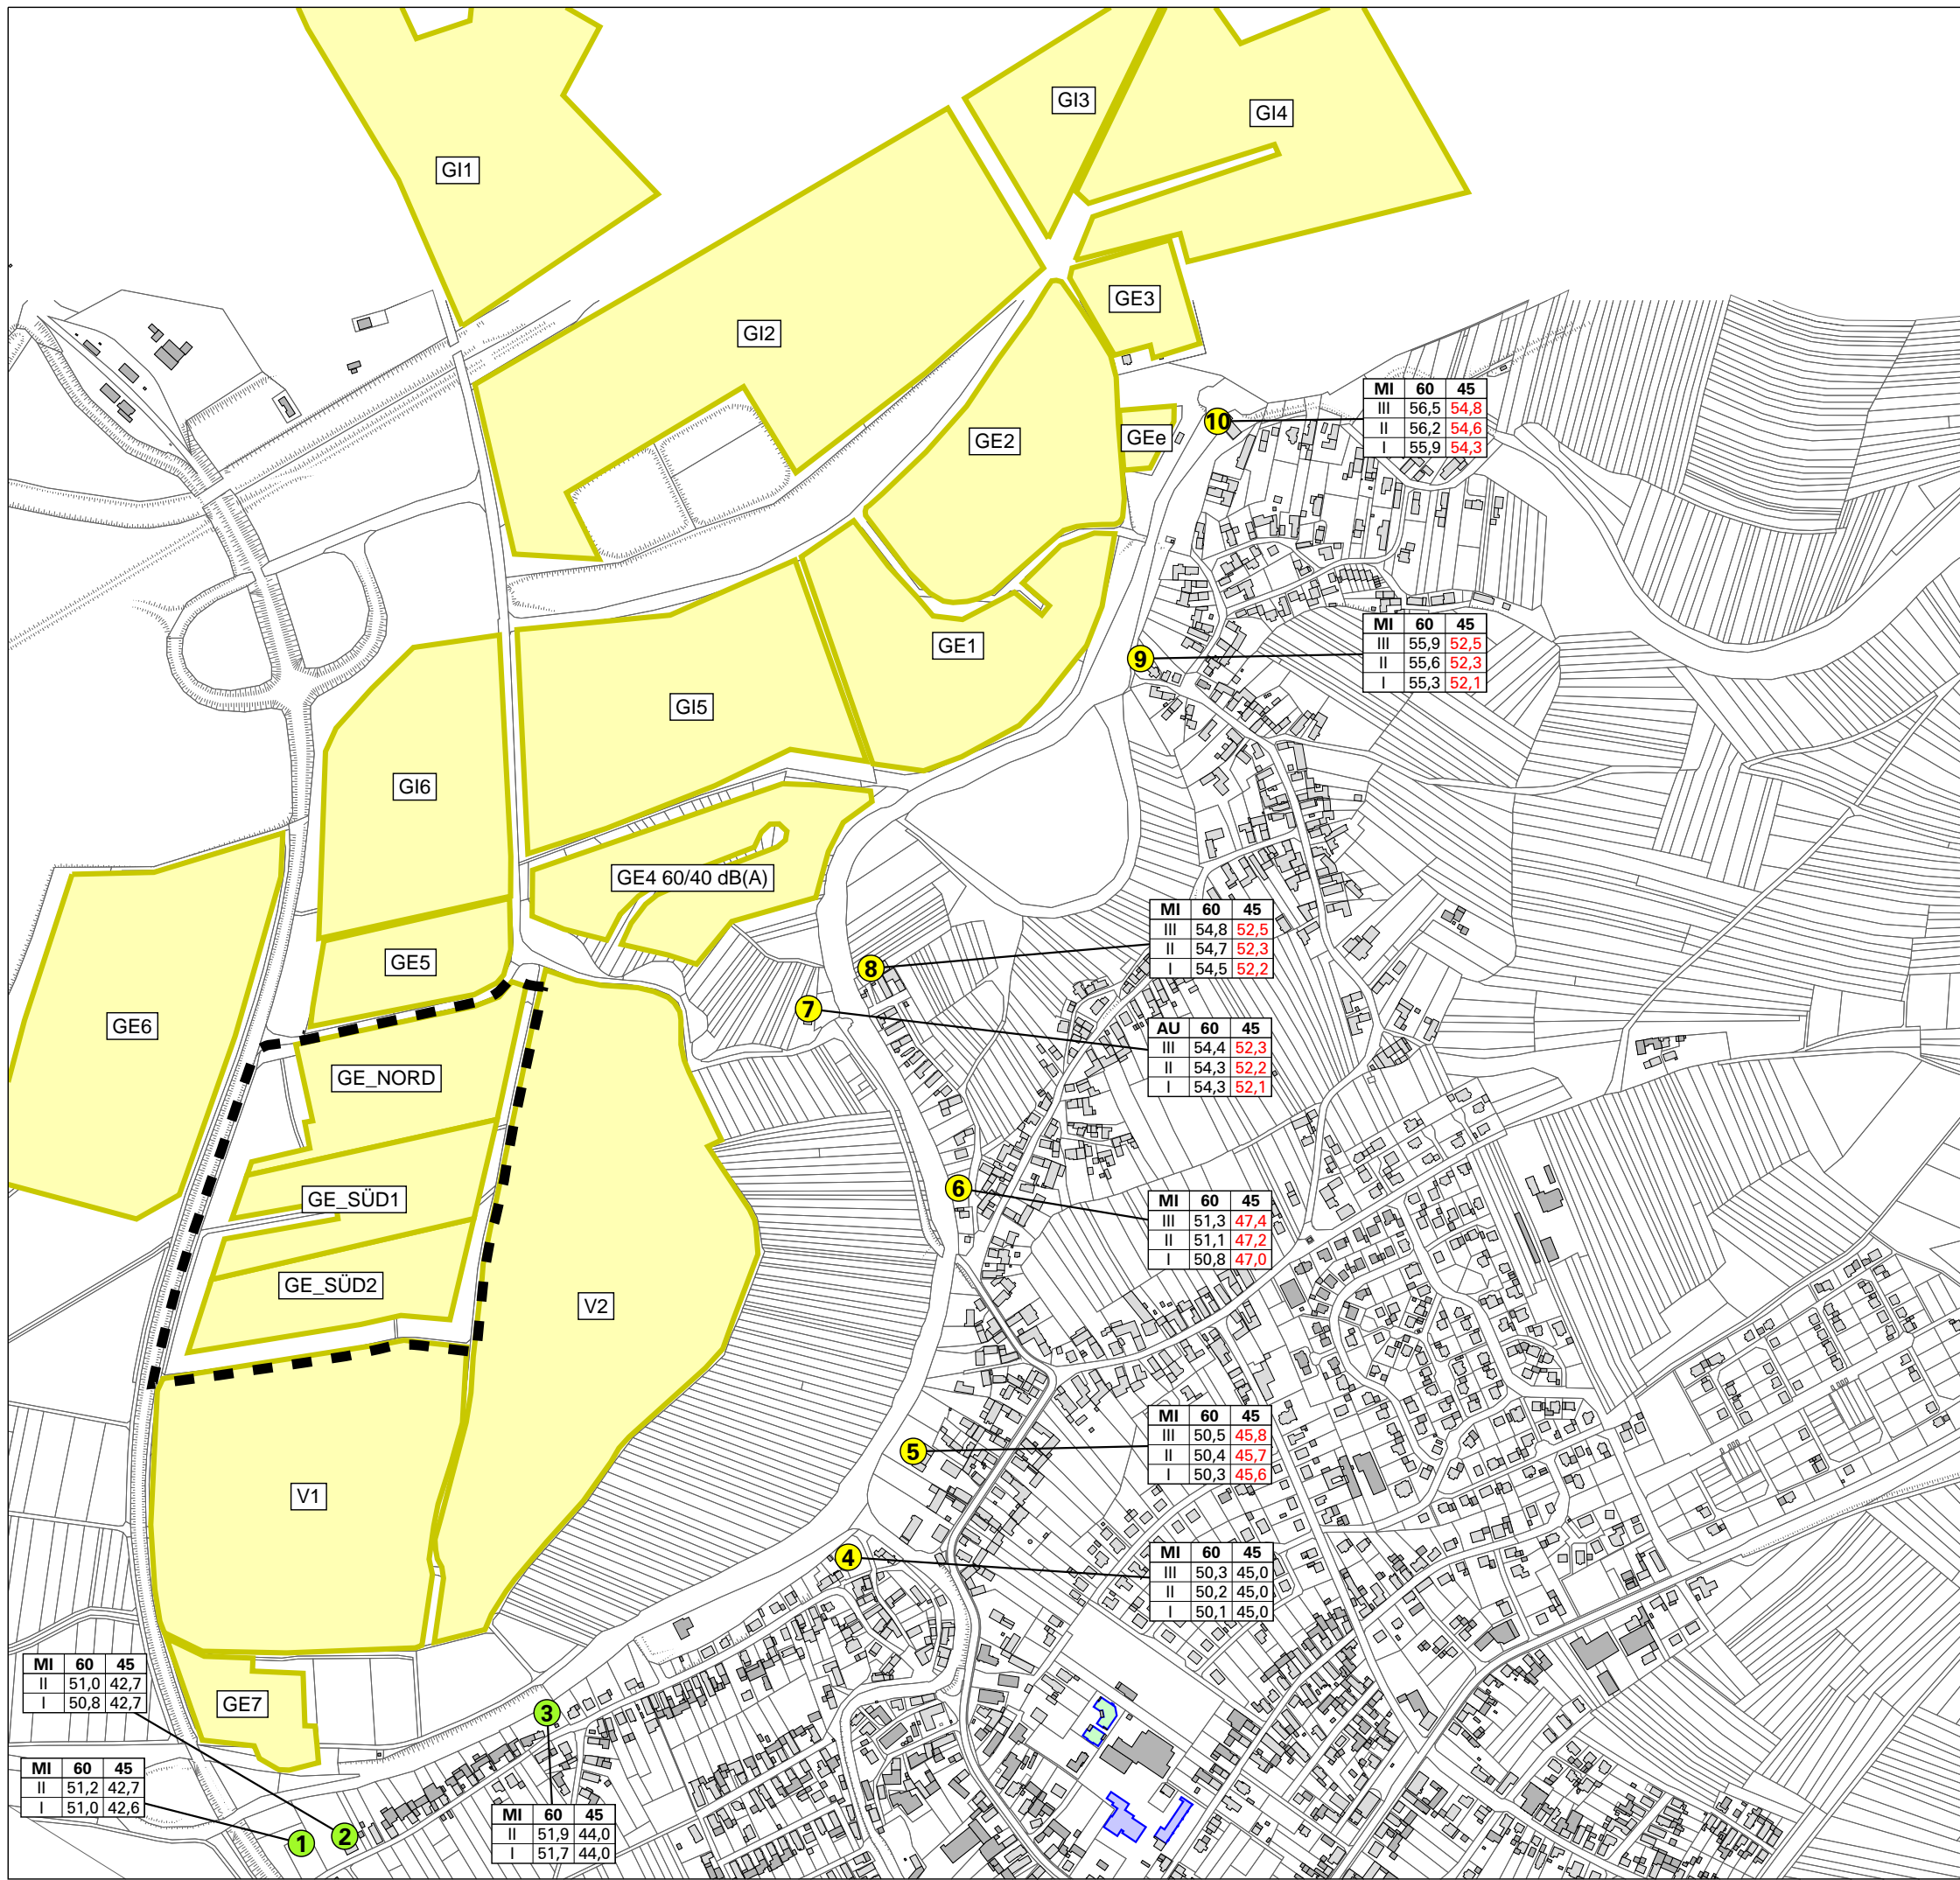 GI3
GI4
GI1
GE3
GI2
MI 60 45
III 56,5 54,8
II 56,2 54,6
I 55,9 54,3
10
GEe
GE2
MI 60 45
III 55,9 52,5
II 55,6 52,3
I 55,3 52,1
9
GE1
GI5
GI6
GE4 60/40 dB(A)
MI 60 45
III 54,8 52,5
II 54,7 52,3
I 54,5 52,2
8
GE5
7
AU 60 45
III 54,4 52,3
II 54,3 52,2
I 54,3 52,1
GE6
GE_NORD
6
GE_SÜD1
MI 60 45
III 51,3 47,4
II 51,1 47,2
I 50,8 47,0
GE_SÜD2
V2
MI 60 45
III 50,5 45,8
II 50,4 45,7
I 50,3 45,6
5
V1
4
MI 60 45
III 50,3 45,0
II 50,2 45,0
I 50,1 45,0
MI 60 45
II 51,0 42,7
I 50,8 42,7
GE7
3
MI 60 45
II 51,2 42,7
I 51,0 42,6
1
2
MI 60 45
II 51,9 44,0
I 51,7 44,0